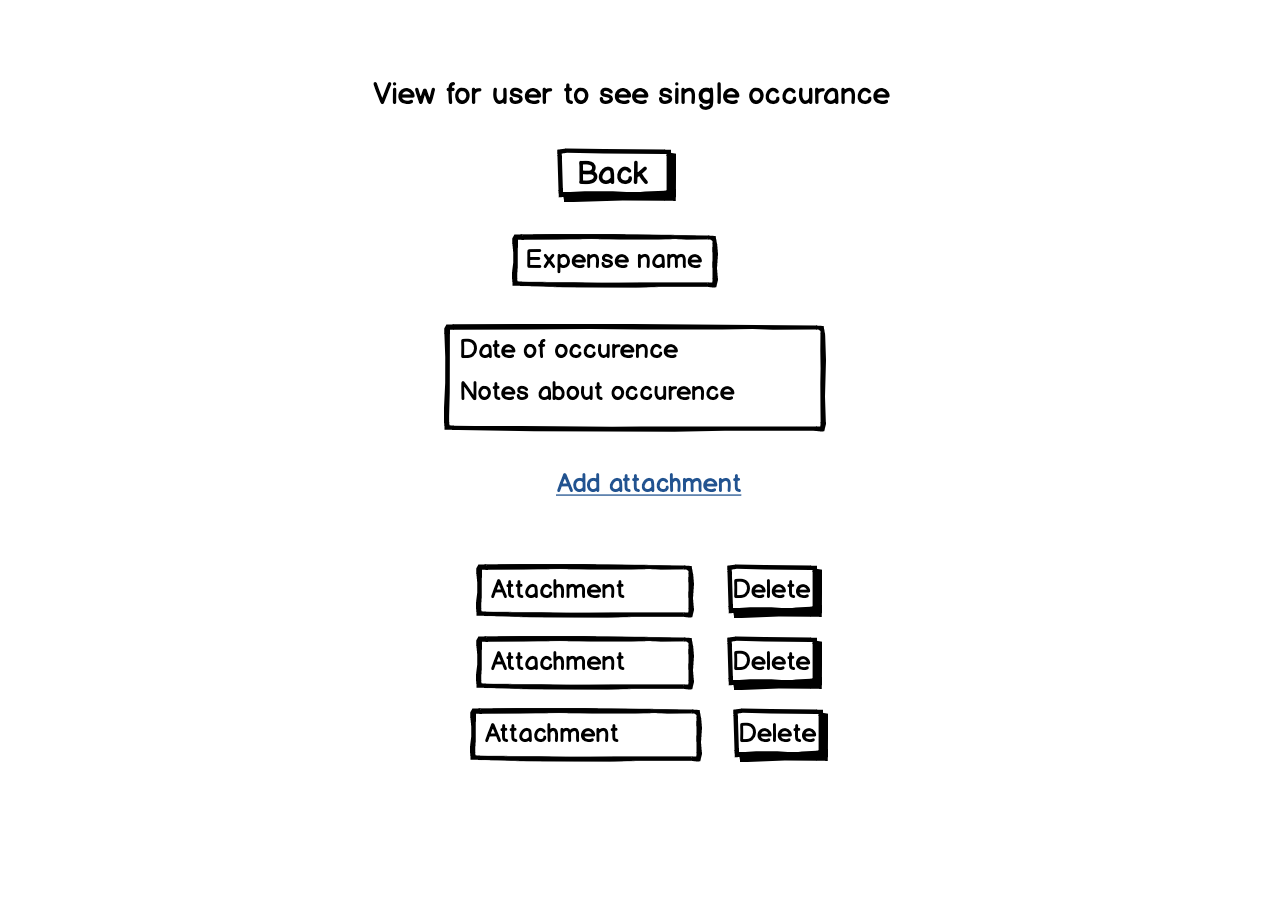 View for user to see single occurance
Back
Expense name
Date of occurence
Notes about occurence
Add attachment
Attachment Delete
Attachment Delete
Attachment Delete